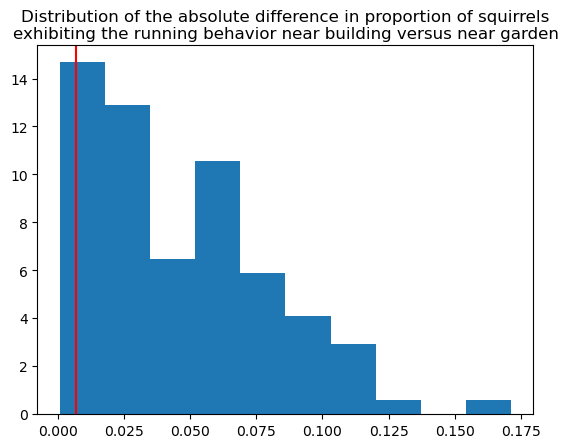 Distribution of the absolute difference in proportion of squirrels
exhibiting the running behavior near building versus near garden
14
12
10
8
6
4
2
0
0.000 0.025 0.050 0.075 0.100 0.125 0.150 0.175